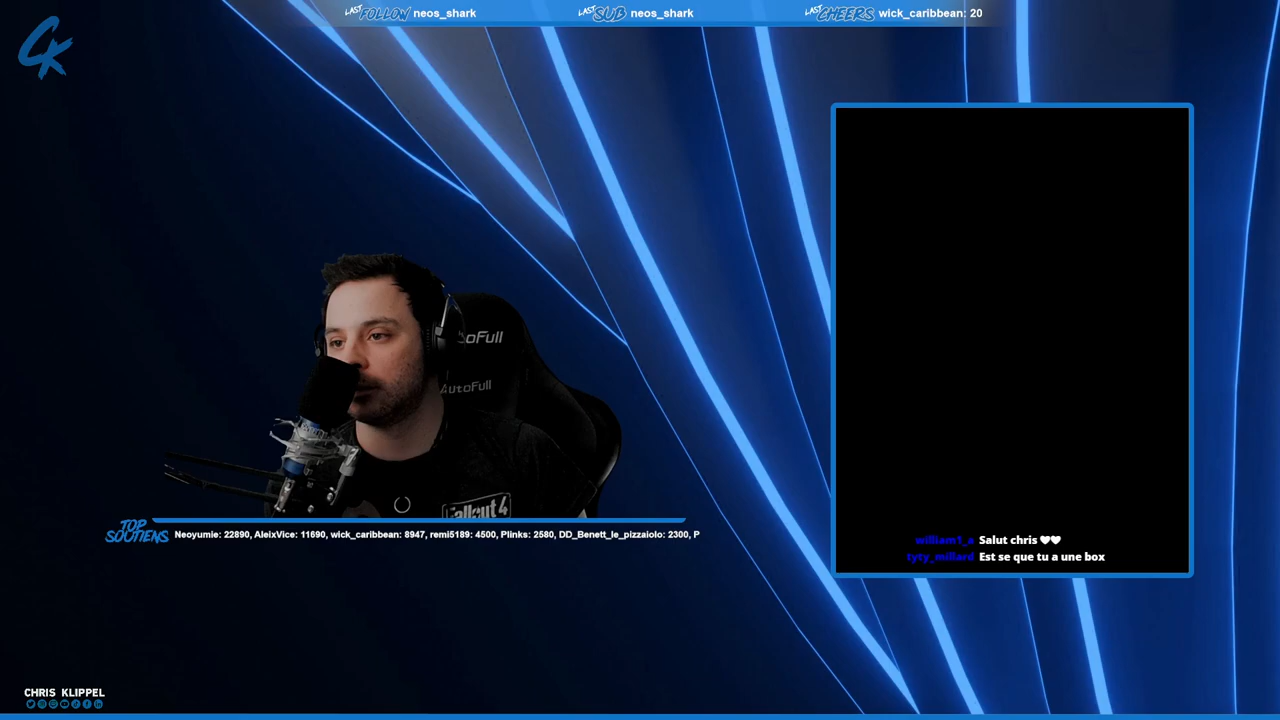 LAST FOLLOW neos_shark
LAST SUB neos_shark
LAST CHEERS wick_caribbean: 20
CK
oFull
AutoFull
Fallout 4
TOP SOUTIENS
Neoyumie: 22890, AleixVice: 11690, wick_caribbean: 8947, remi5189: 4500, Plinks: 2580, DD_Benett_le_pizzaiolo: 2300, P
william1_a Salut chris 🤍🤍
tyty_millard Est se que tu a une box
CHRIS KLIPPEL